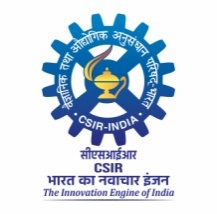 वैज्ञानिक तथा औद्योगिक अनुसंधान परिषद-भारत
• CSIR-INDIA •
सीएसआईआर
CSIR
भारत का नवाचार इंजन
The Innovation Engine of India